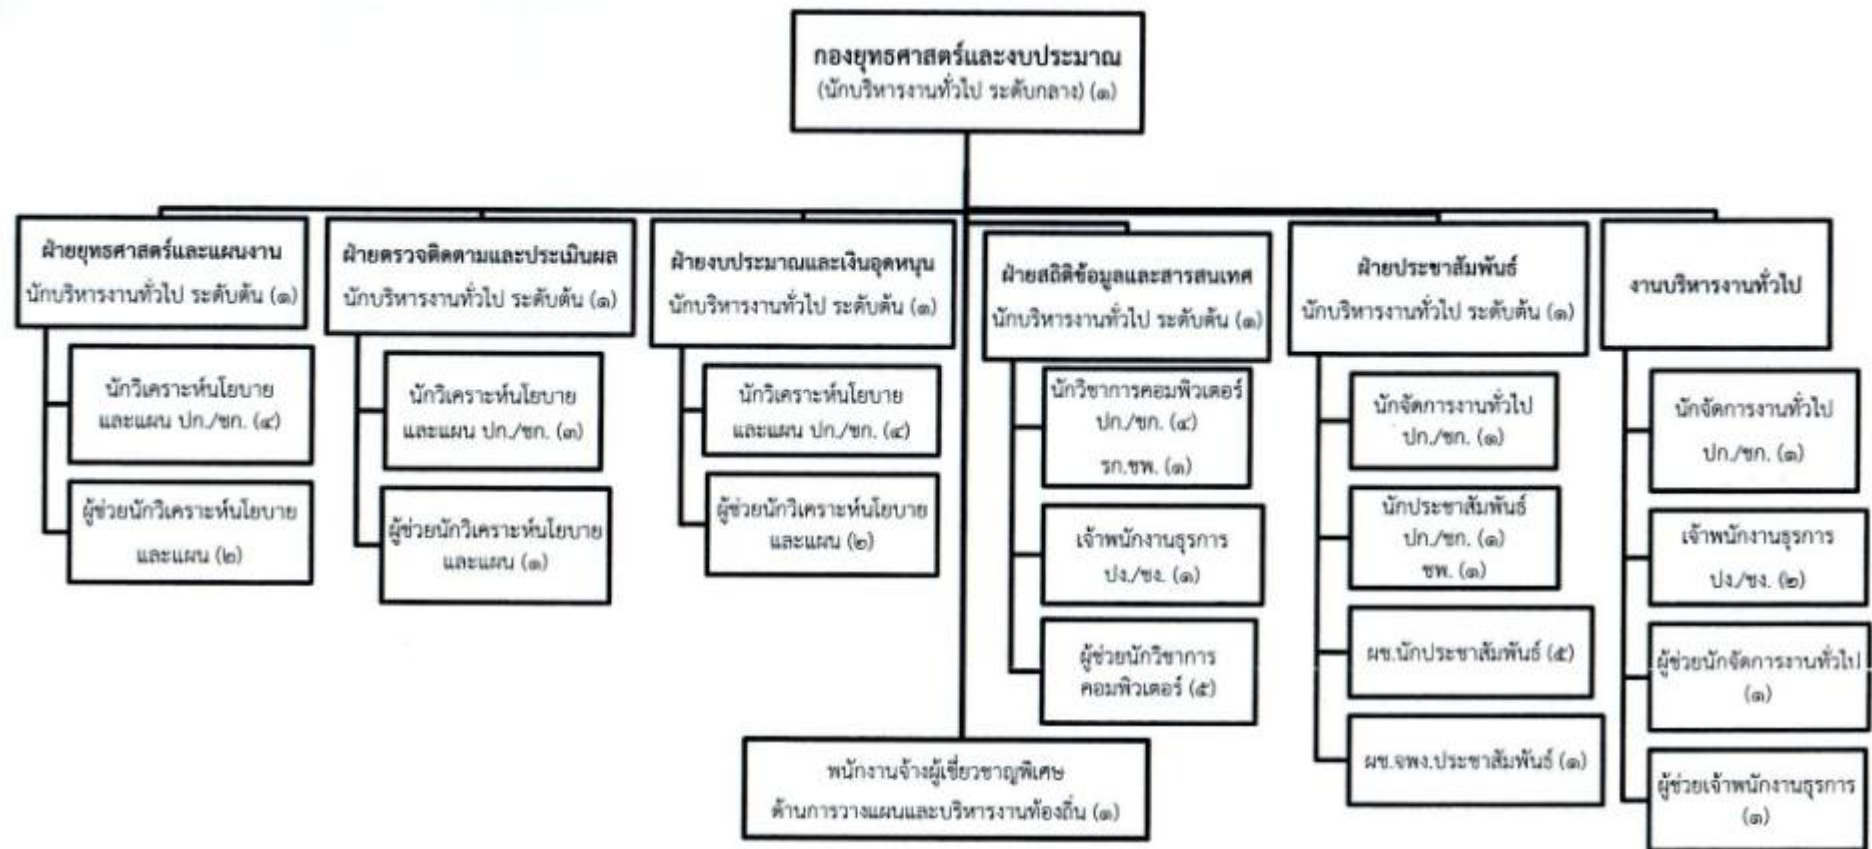 กองยุทธศาสตร์และงบประมาณ
(นักบริหารงานทั่วไป ระดับกลาง) (๑)
ฝ่ายยุทธศาสตร์และแผนงาน
นักบริหารงานทั่วไป ระดับต้น (๑)
นักวิเคราะห์นโยบาย
และแผน ปก./ชก. (๔)
ผู้ช่วยนักวิเคราะห์นโยบาย
และแผน (๒)
ฝ่ายตรวจติดตามและประเมินผล
นักบริหารงานทั่วไป ระดับต้น (๑)
นักวิเคราะห์นโยบาย
และแผน ปก./ชก. (๓)
ผู้ช่วยนักวิเคราะห์นโยบาย
และแผน (๑)
ฝ่ายงบประมาณและเงินอุดหนุน
นักบริหารงานทั่วไป ระดับต้น (๑)
นักวิเคราะห์นโยบาย
และแผน ปก./ชก. (๔)
ผู้ช่วยนักวิเคราะห์นโยบาย
และแผน (๒)
ฝ่ายสถิติข้อมูลและสารสนเทศ
นักบริหารงานทั่วไป ระดับต้น (๑)
นักวิชาการคอมพิวเตอร์
ปก./ชก. (๔)
รก.ชพ. (๑)
เจ้าพนักงานธุรการ
ปง./ชง. (๑)
ผู้ช่วยนักวิชาการ
คอมพิวเตอร์ (๕)
ฝ่ายประชาสัมพันธ์
นักบริหารงานทั่วไป ระดับต้น (๑)
นักจัดการงานทั่วไป
ปก./ชก. (๑)
นักประชาสัมพันธ์
ปก./ชก. (๑)
ชพ. (๑)
ผช.นักประชาสัมพันธ์ (๕)
ผช.จพง.ประชาสัมพันธ์ (๑)
งานบริหารงานทั่วไป
นักจัดการงานทั่วไป
ปก./ชก. (๑)
เจ้าพนักงานธุรการ
ปง./ชง. (๒)
ผู้ช่วยนักจัดการงานทั่วไป
(๑)
ผู้ช่วยเจ้าพนักงานธุรการ
(๑)
พนักงานจ้างผู้เชี่ยวชาญพิเศษ
ด้านการวางแผนและบริหารงานท้องถิ่น (๑)